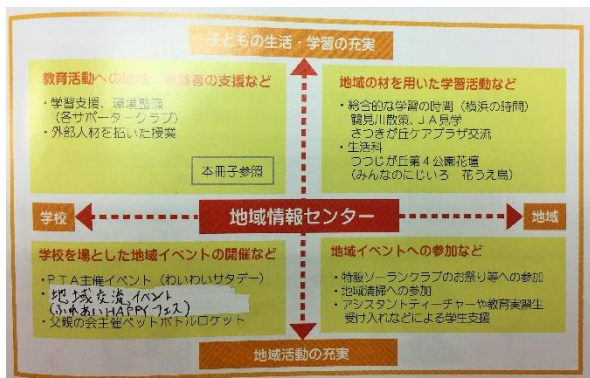 子どもの生活・学習の充実
教育活動への地域、保護者の支援など
・学習支援、環境整備
(各サポータークラブ)
・外部人材を招いた授業
本冊子参照
地域の材を用いた学習活動など
・総合的な学習の時間(横浜の時間)
鶴見川散策、JA見学
さつきが丘ケアプラザ交流
・生活科
つつじが丘第4公園花壇
(みんなのにじいろ 花うえ島)
学校
地域情報センター
地域
学校を場とした地域イベントの開催など
・PTA主催イベント(わいわいサタデー)
・地域交流イベント
(ふれあいHAPPYフェス)
・父親の会主催ペットボトルロケット
地域イベントへの参加など
・特設ソーランクラブのお祭り等への参加
・地域清掃への参加
・アシスタントティーチャーや教育実習生
受け入れなどによる学生支援
地域活動の充実